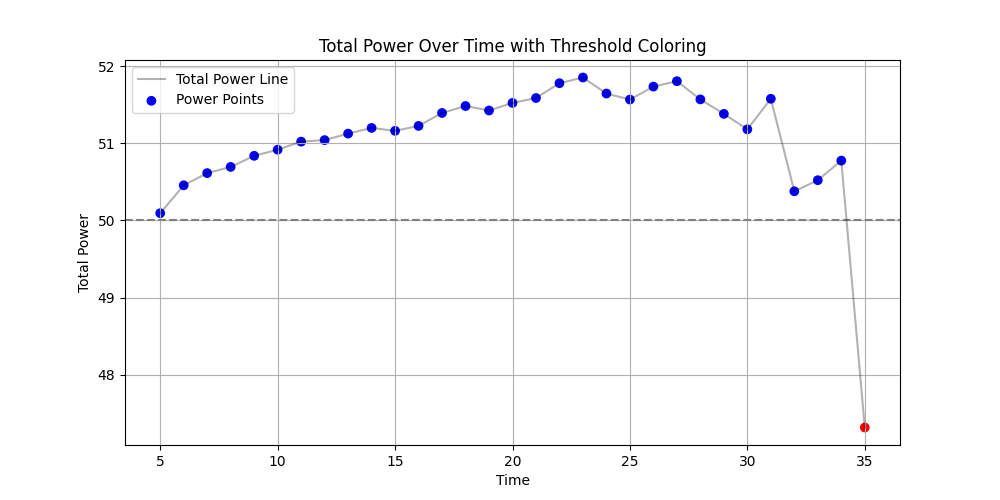 Total Power Over Time with Threshold Coloring
Total Power Line
Power Points
Total Power
52
51
50
49
48
5 10 15 20 25 30 35
Time